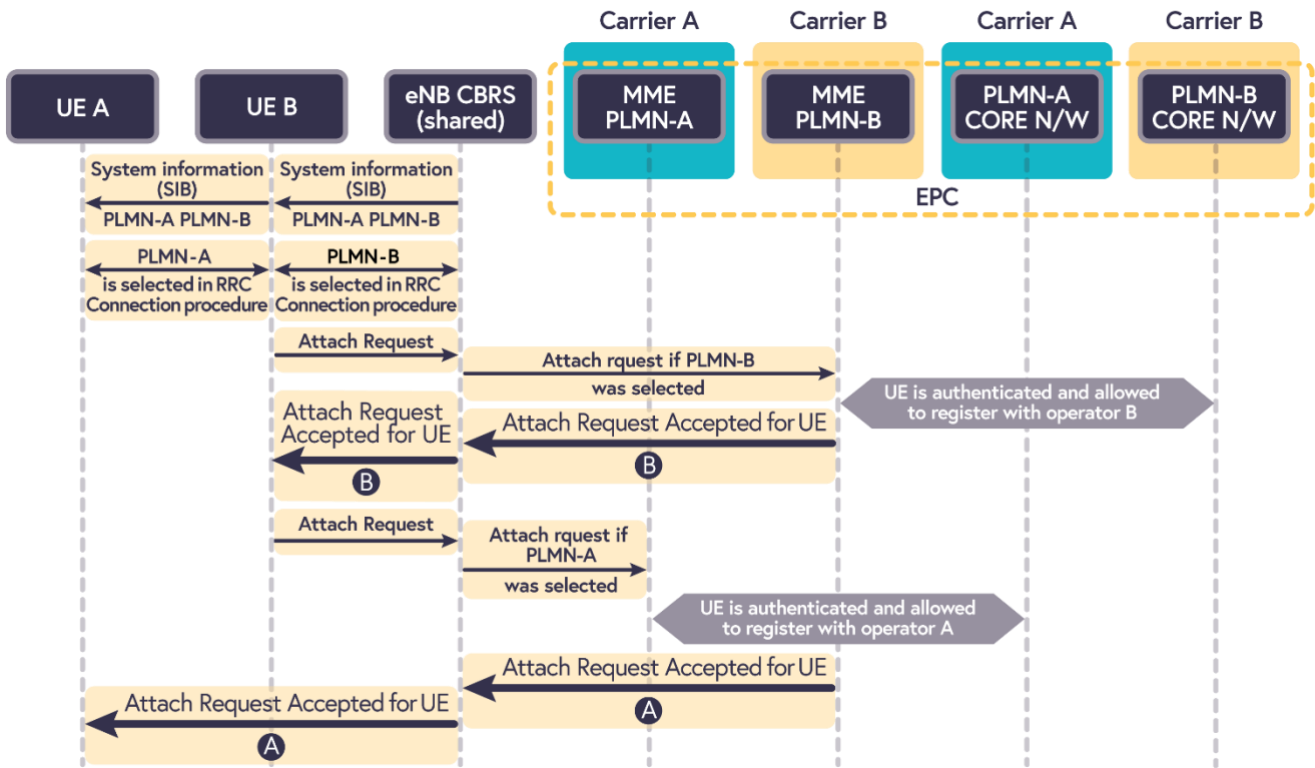 Carrier A
Carrier B
Carrier A
Carrier B
UE A
UE B
eNB CBRS
(shared)
MME
PLMN-A
MME
PLMN-B
PLMN-A
CORE N/W
PLMN-B
CORE N/W
EPC
System information
(SIB)
PLMN-A PLMN-B
System information
(SIB)
PLMN-A PLMN-B
PLMN-A
is selected in RRC
Connection procedure
PLMN-B
is selected in RRC
Connection procedure
Attach Request
Attach rquest if PLMN-B
was selected
UE is authenticated and allowed
to register with operator B
Attach Request
Accepted for UE
B
Attach Request Accepted for UE
B
Attach Request
Attach rquest if
PLMN-A
was selected
UE is authenticated and allowed
to register with operator A
Attach Request Accepted for UE
A
Attach Request Accepted for UE
A